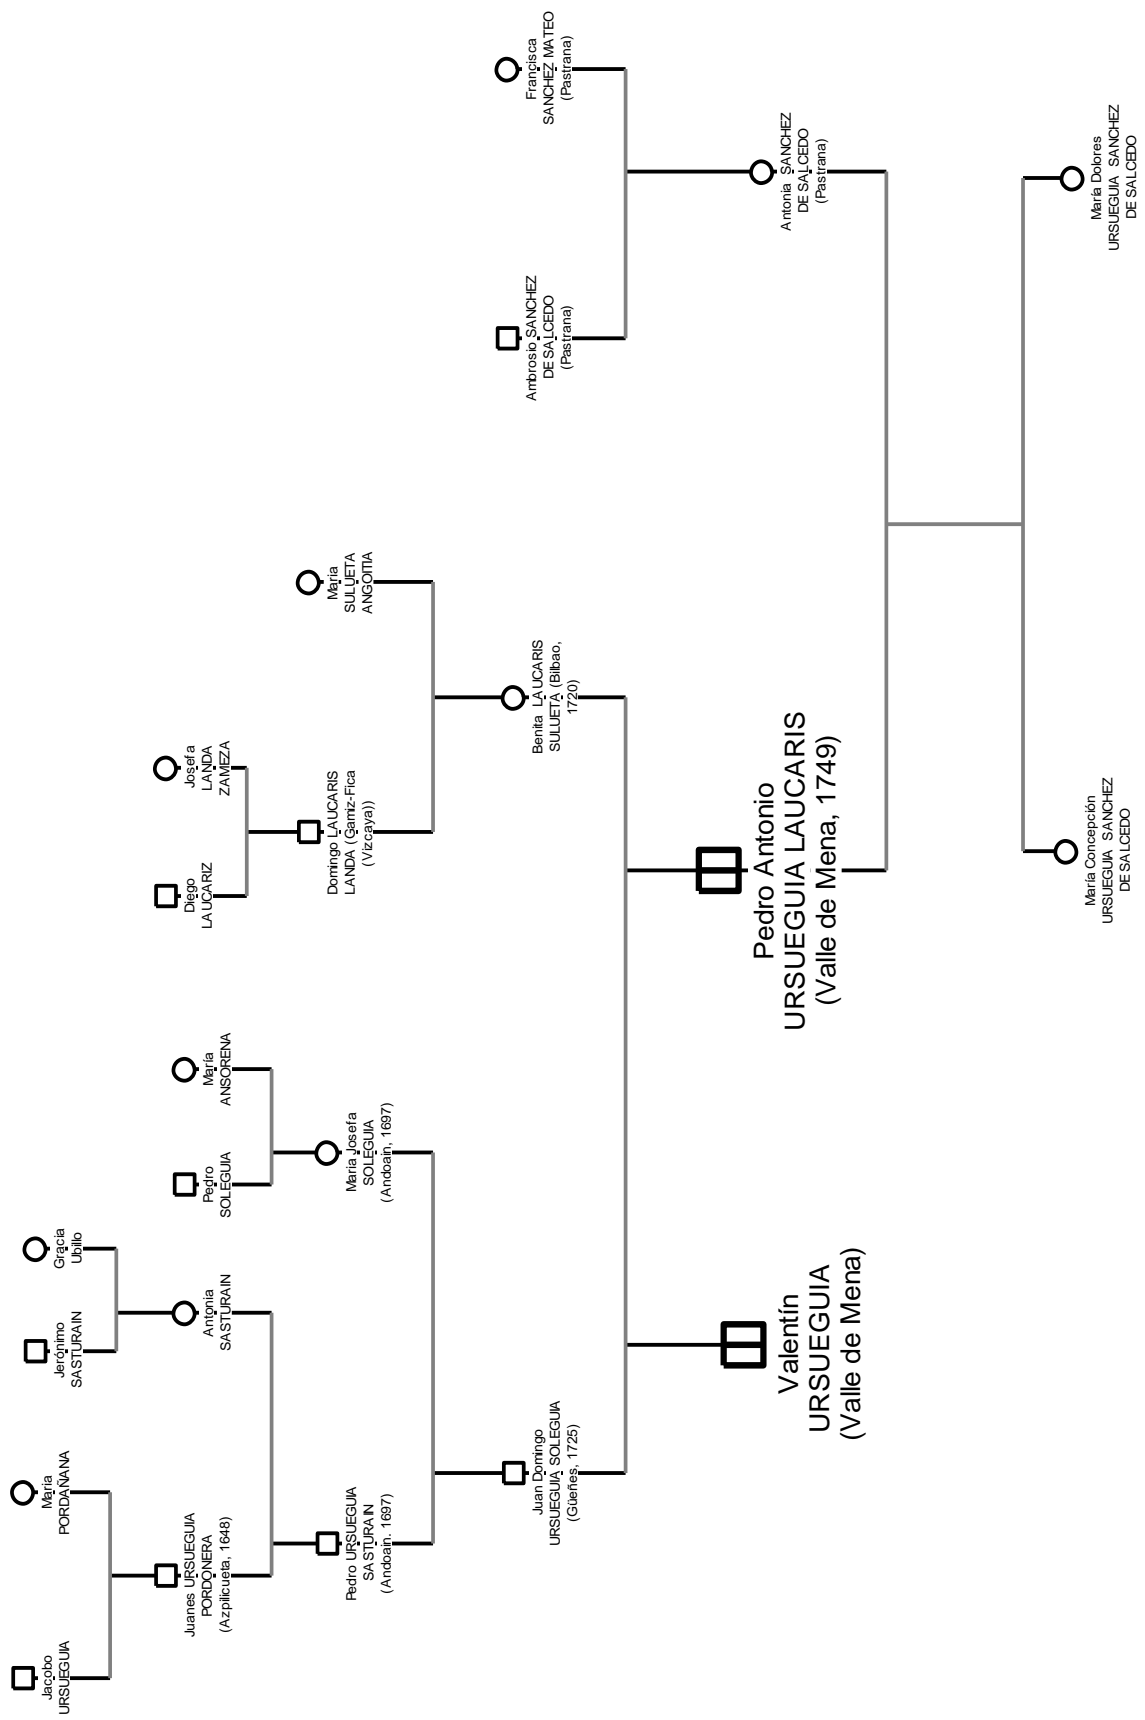 Jacobo
URSUEGUIA
María
PORDAÑANA
Jerónimo
SASTURAIN
Gracia
Ubillo
Juanes URSUEGUIA
PORDONERA
(Azpilicueta, 1648)
Antonia
SASTURAIN
Pedro
SOLEGUIA
María
ANSORENA
Diego
LAUCARIZ
Josefa
LANDA
ZAMEZA
Pedro URSUEGUIA
SASTURAIN
(Andoain. 1697)
María Josefa
SOLEGUIA
(Andoain, 1697)
Domingo LAUCARIS
LANDA (Gamiz-Fica
(Vizcaya))
Maria
SULUETA
ANGOITIA
Juan Domingo
URSUEGUIA SOLEGUIA
(Güeñes, 1725)
Benita LAUCARIS
SULUETA (Bilbao,
1720)
Ambrosio SANCHEZ
DE SALCEDO
(Pastrana)
Francisca
SANCHEZ MATEO
(Pastrana)
Valentín
URSUEGUIA
(Valle de Mena)
Pedro Antonio
URSUEGUIA LAUCARIS
(Valle de Mena, 1749)
Antonia SANCHEZ
DE SALCEDO
(Pastrana)
María Concepción
URSUEGUIA SANCHEZ
DE SALCEDO
María Dolores
URSUEGUIA SANCHEZ
DE SALCEDO